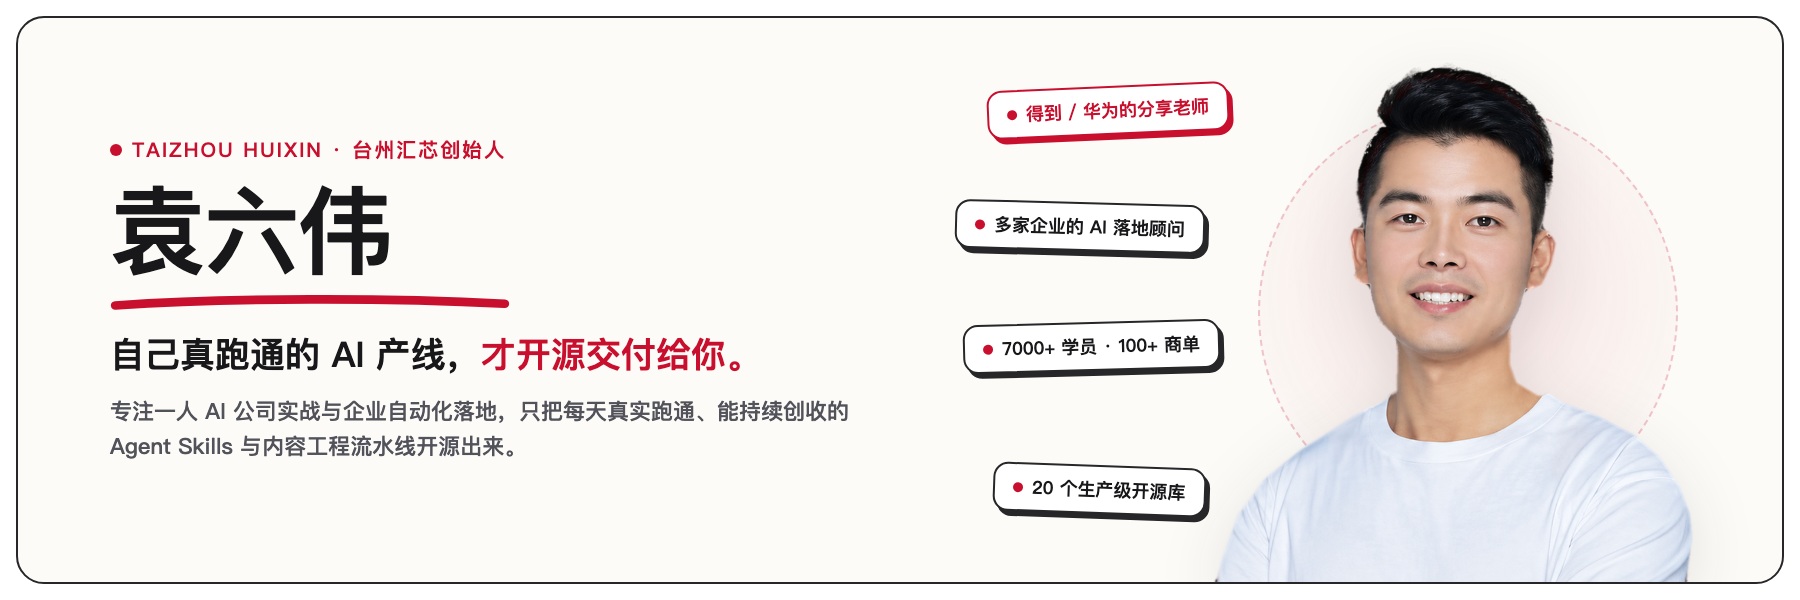 TAIZHOU HUIXIN · 台州汇芯创始人
袁六伟
自己真跑通的 AI 产线，才开源交付给你。
专注一人 AI 公司实战与企业自动化落地，只把每天真实跑通、能持续创收的
Agent Skills 与内容工程流水线开源出来。
得到 / 华为的分享老师
多家企业的 AI 落地顾问
7000+ 学员 · 100+ 商单
20 个生产级开源库